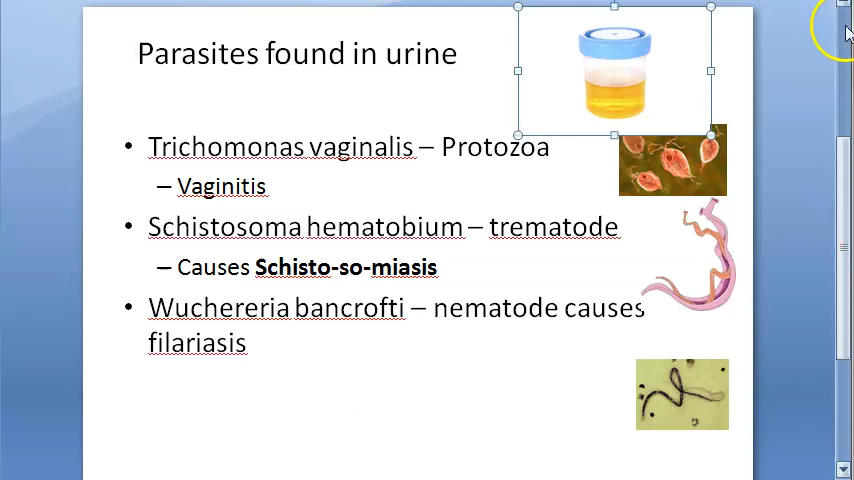 Parasites found in urine
• Trichomonas vaginalis – Protozoa
– Vaginitis
• Schistosoma hematobium – trematode
– Causes Schisto-so-miasis
• Wuchereria bancrofti – nematode causes
filariasis